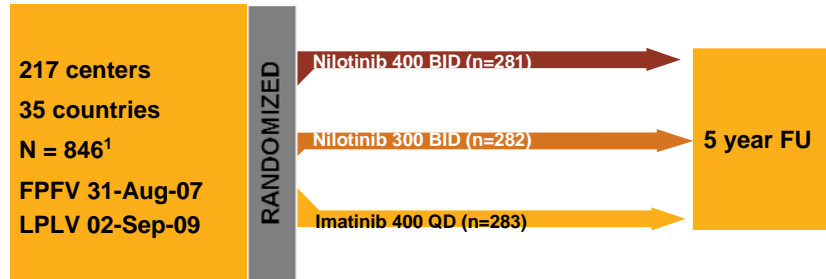 217 centers
35 countries
N = 846¹
FPFV 31-Aug-07
LPLV 02-Sep-09
RANDOMIZED
Nilotinib 400 BID (n=281)
Nilotinib 300 BID (n=282)
Imatinib 400 QD (n=283)
5 year FU